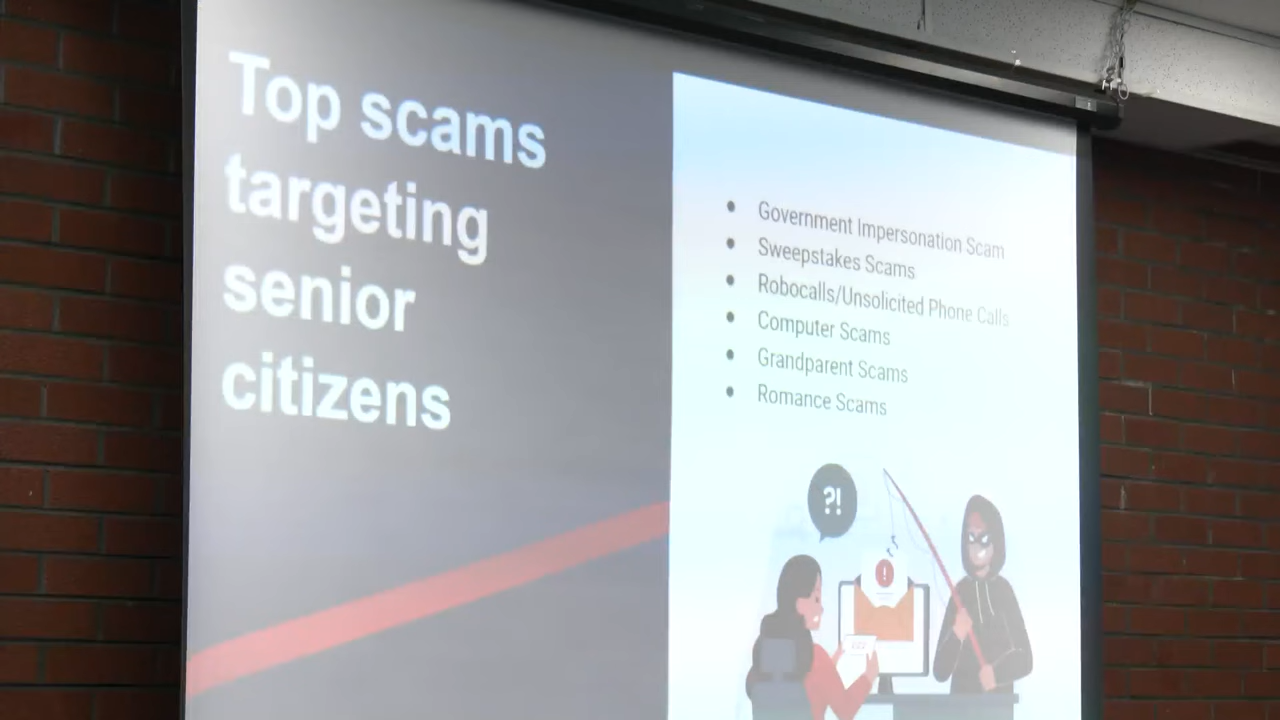 Top scams
targeting
senior
citizens
• Government Impersonation Scam
• Sweepstakes Scams
• Robocalls/Unsolicited Phone Calls
• Computer Scams
• Grandparent Scams
• Romance Scams
?!
!